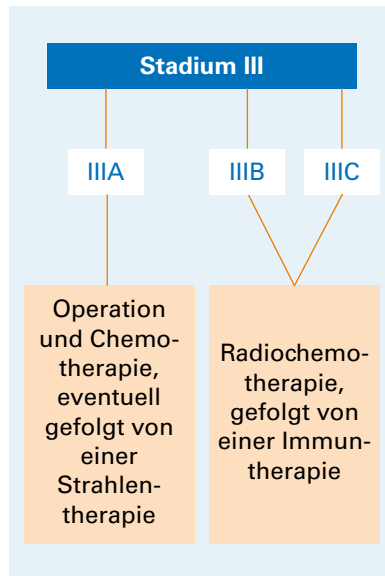 Stadium III
IIIA
IIIB
IIIC
Operation
und Chemo-
therapie,
eventuell
gefolgt von
einer
Strahlen-
therapie
Radiochemo-
therapie,
gefolgt von
einer Immun-
therapie